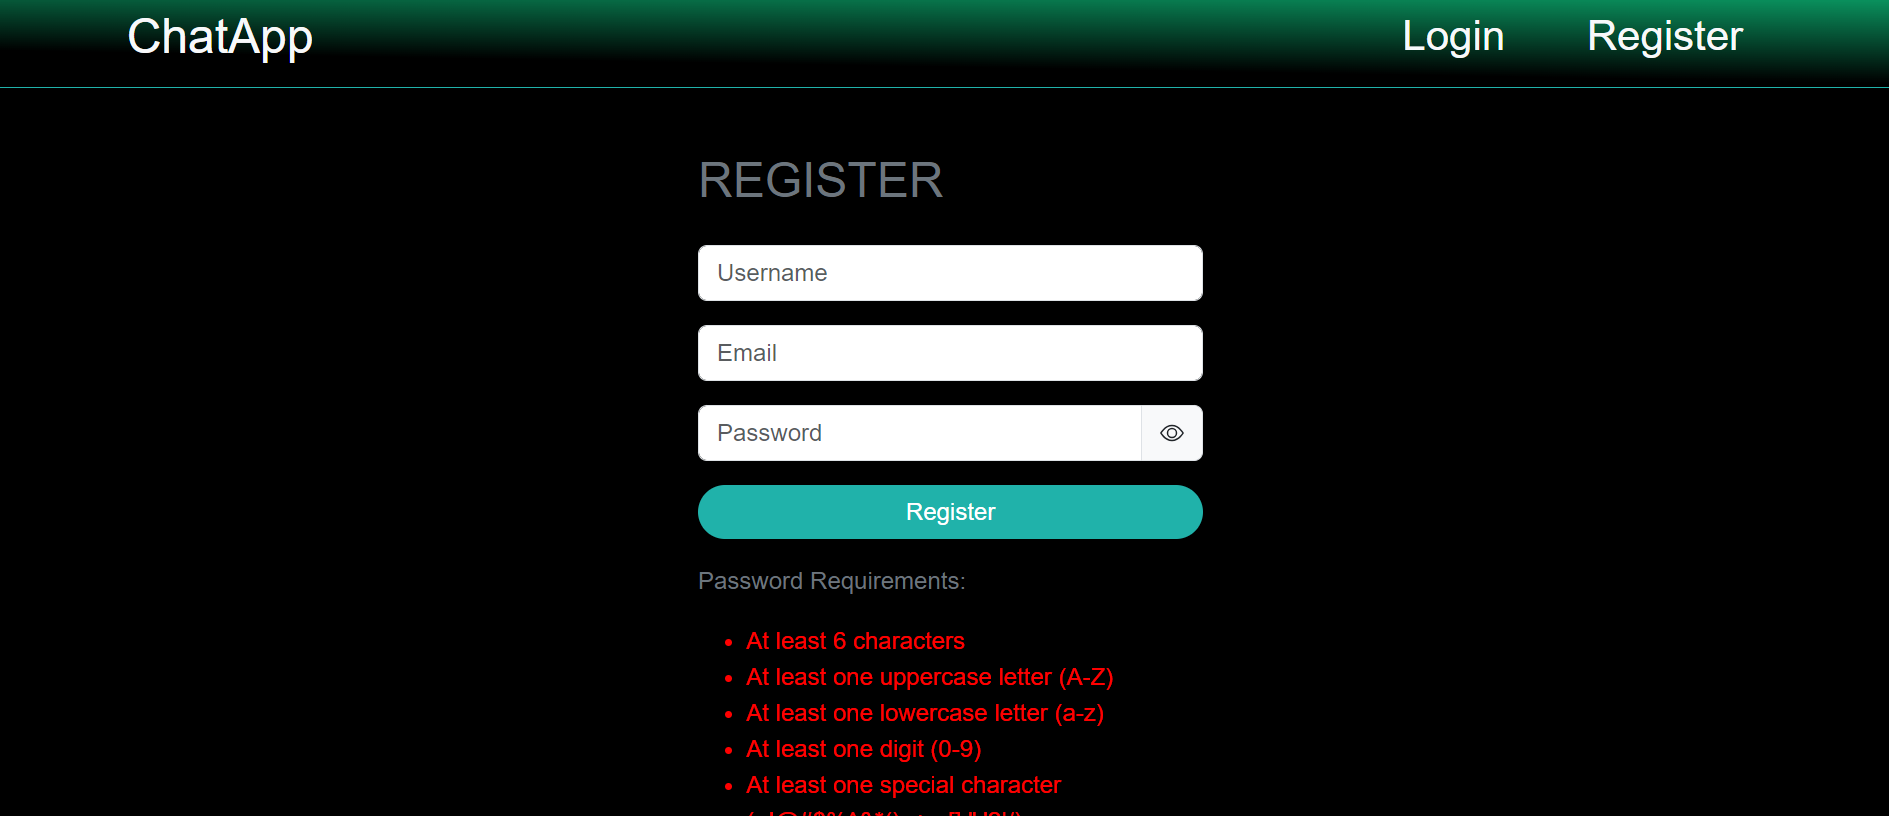 ChatApp
Login Register
REGISTER
Username
Email
Password
Register
Password Requirements:
At least 6 characters
At least one uppercase letter (A-Z)
At least one lowercase letter (a-z)
At least one digit (0-9)
At least one special character